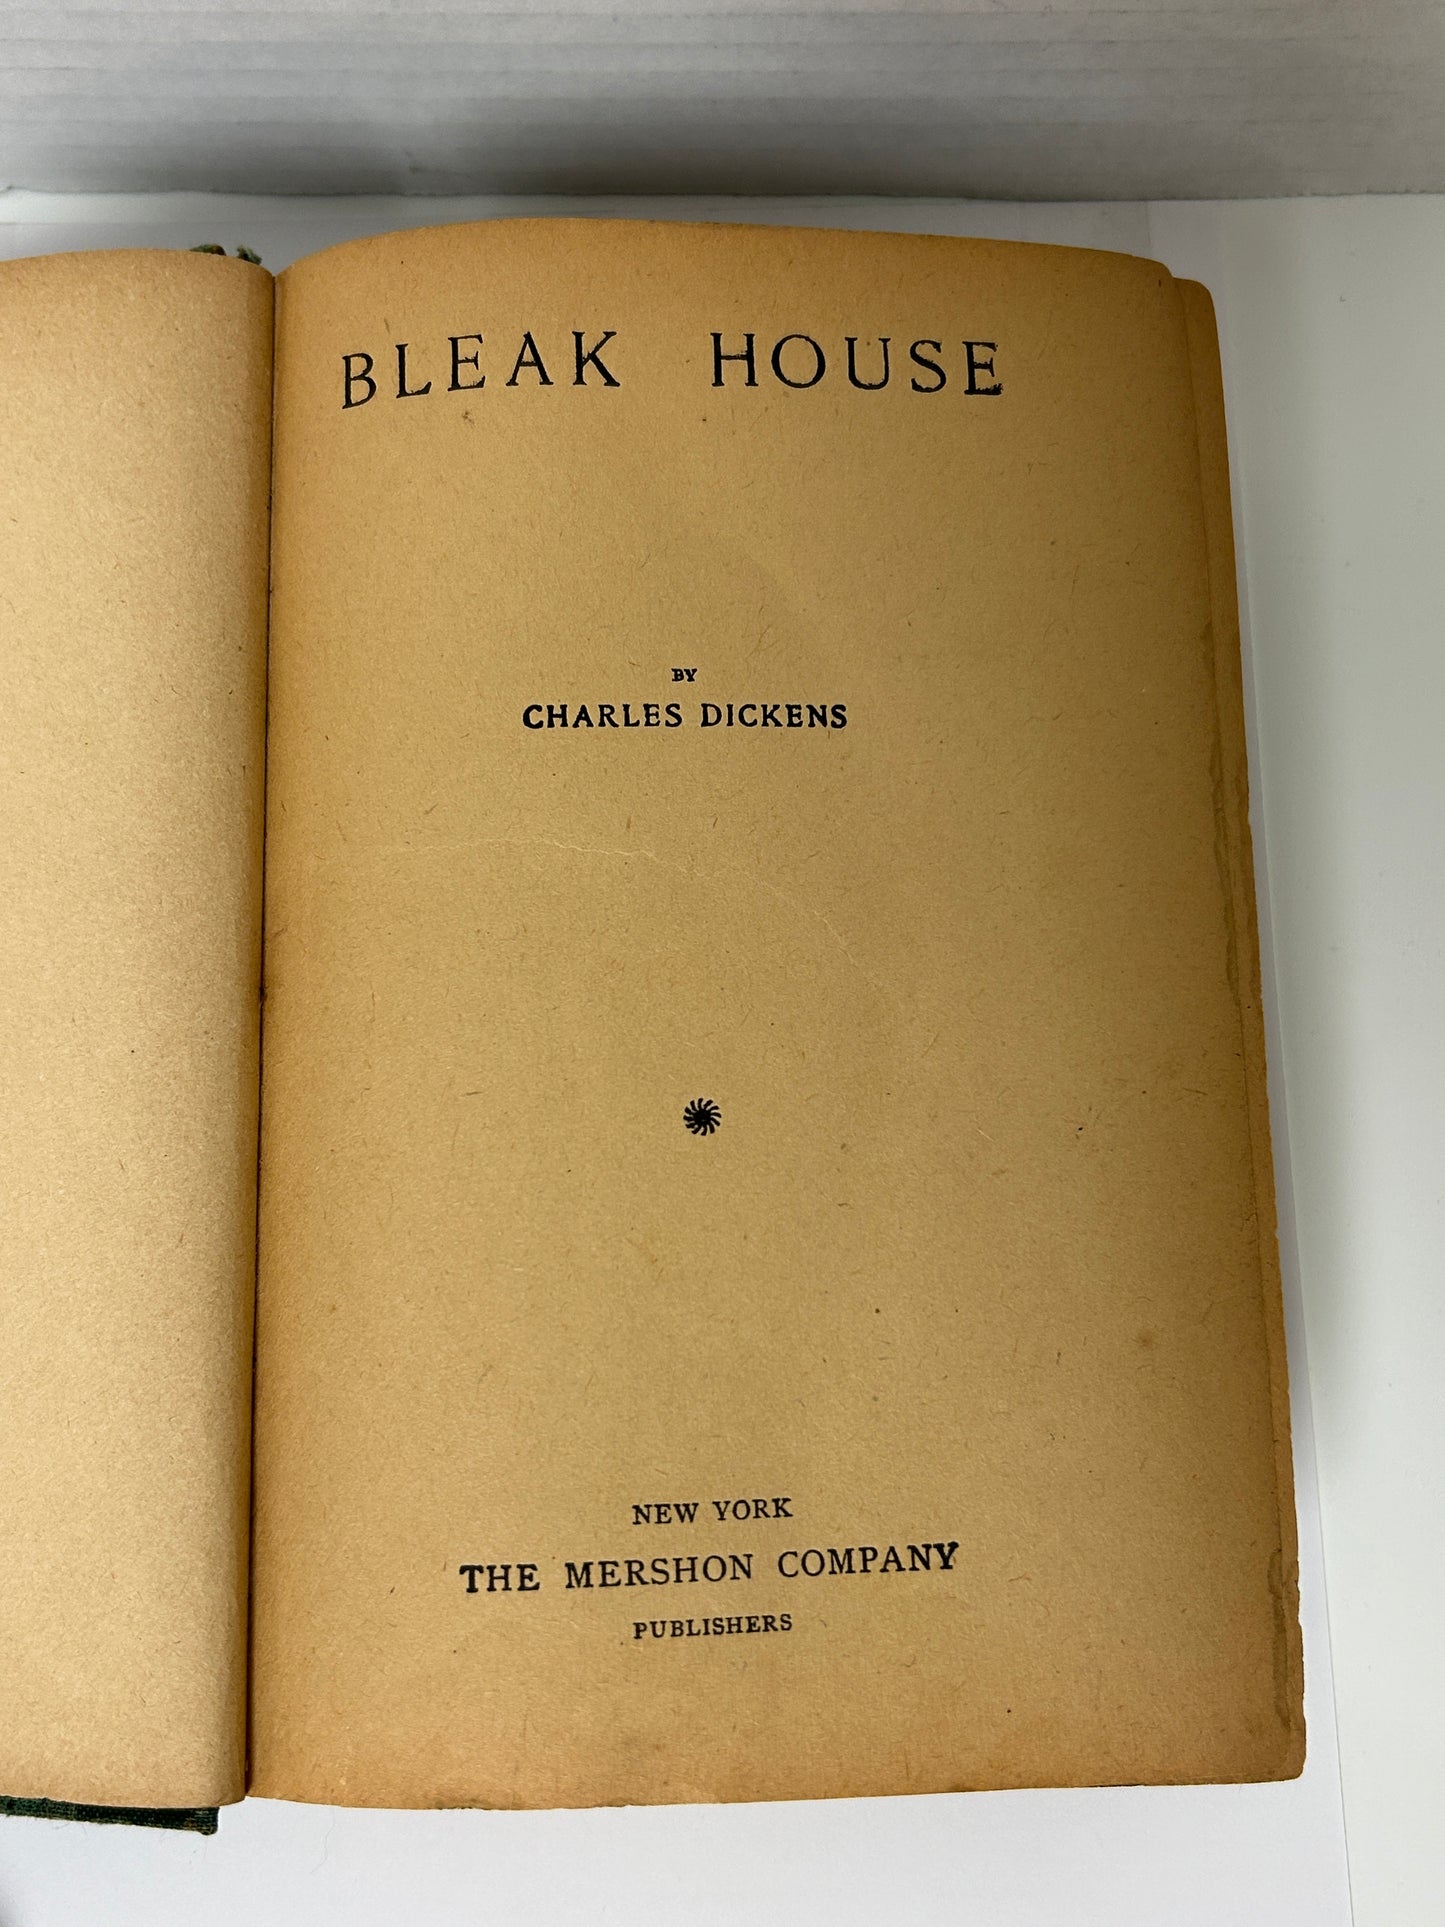 BLEAK HOUSE
BY
CHARLES DICKENS
NEW YORK
THE MERSHON COMPANY
PUBLISHERS